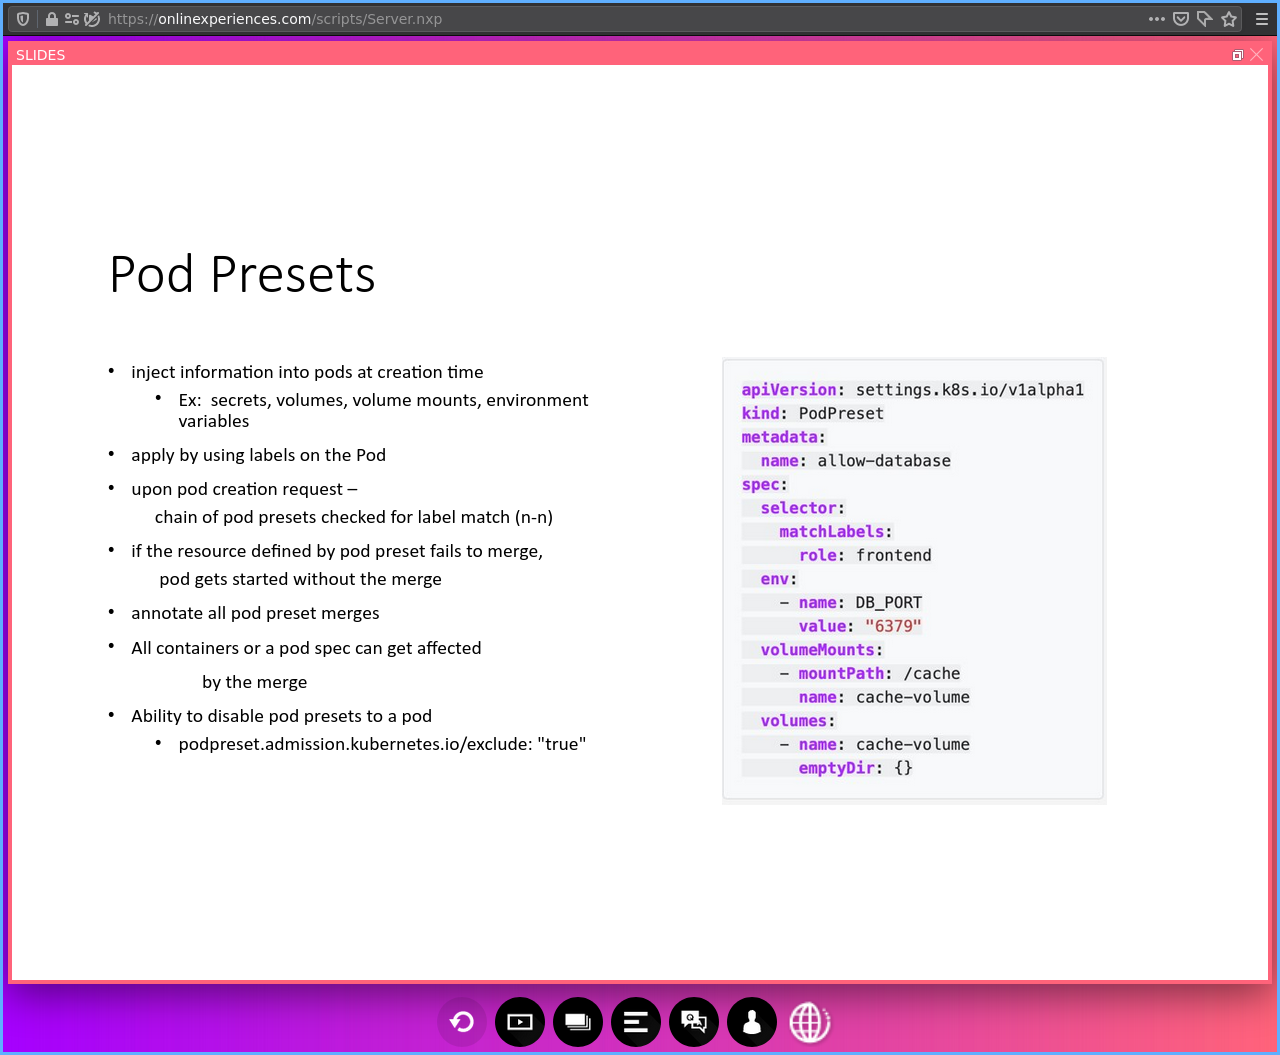 https://onlinexperiences.com/scripts/Server.nxp
SLIDES
Pod Presets
• inject information into pods at creation time
• Ex:  secrets, volumes, volume mounts, environment
variables
• apply by using labels on the Pod
• upon pod creation request –
chain of pod presets checked for label match (n-n)
• if the resource defined by pod preset fails to merge,
pod gets started without the merge
• annotate all pod preset merges
• All containers or a pod spec can get affected
by the merge
• Ability to disable pod presets to a pod
• podpreset.admission.kubernetes.io/exclude: "true"
apiVersion: settings.k8s.io/v1alpha1
kind: PodPreset
metadata:
  name: allow-database
spec:
  selector:
    matchLabels:
      role: frontend
  env:
    - name: DB_PORT
      value: "6379"
  volumeMounts:
    - mountPath: /cache
      name: cache-volume
  volumes:
    - name: cache-volume
      emptyDir: {}